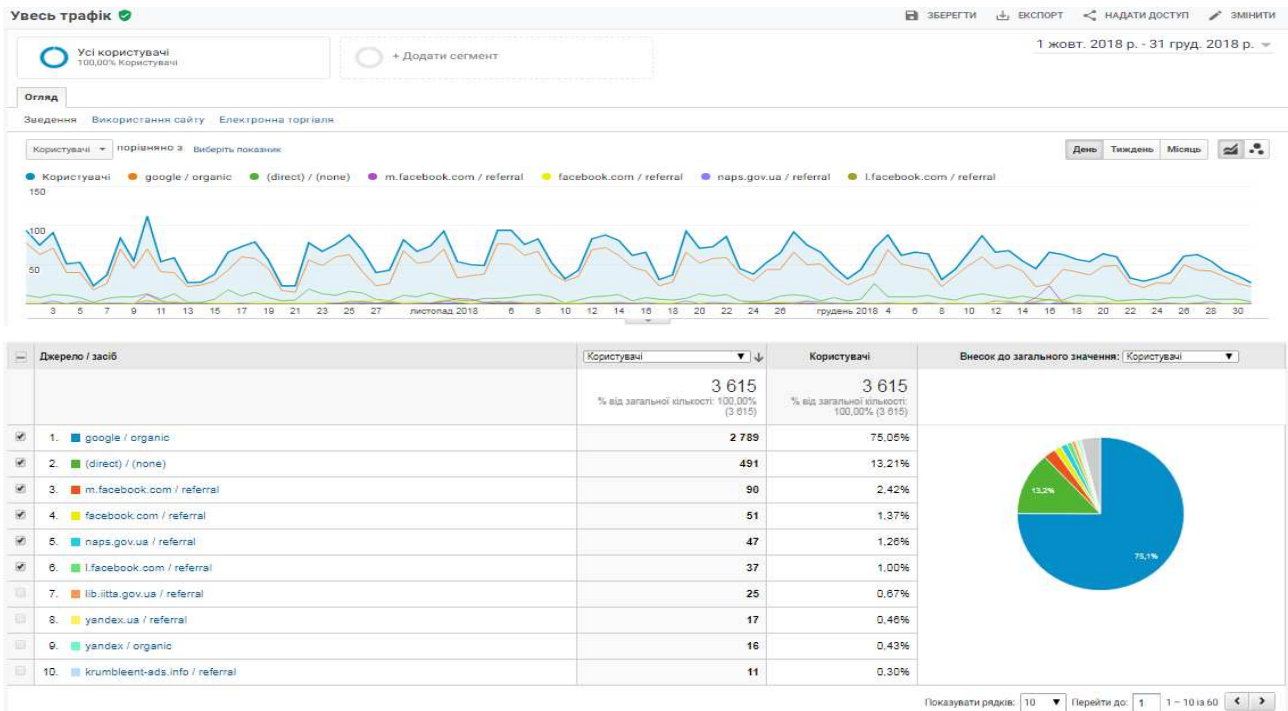 Увесь трафік
ЗБЕРЕГТИ ЕКСПОРТ НАДАТИ ДОСТУП ЗМІНИТИ
Усі користувачі
100,00% Користувачі
+ Додати сегмент
1 жовт. 2018 р. - 31 груд. 2018 р.
Огляд
Зведення Використання сайту Електронна торгівля
Користувачі порівняно з Виберіть показник
День Тиждень Місяць
Користувачі google / organic (direct) / (none) m.facebook.com / referral facebook.com / referral naps.gov.ua / referral l.facebook.com / referral
150
100
50
3 5 7 9 11 13 15 17 19 21 23 25 27 листопад 2018 6 8 10 12 14 16 18 20 22 24 26 грудень 2018 4 6 8 10 12 14 16 18 20 22 24 26 28 30
Джерело / засіб Користувачі Користувачі Внесок до загального значення: Користувачі
3 615 3 615
% від загальної кількості: 100,00% % від загальної кількості:
(3 615) 100,00% (3 615)
1. google / organic 2 789 75,05%
2. (direct) / (none) 491 13,21%
3. m.facebook.com / referral 90 2,42%
4. facebook.com / referral 51 1,37%
5. naps.gov.ua / referral 47 1,26%
6. l.facebook.com / referral 37 1,00%
7. lib.iitta.gov.ua / referral 25 0,67%
8. yandex.ua / referral 17 0,46%
9. yandex / organic 16 0,43%
10. krumbleent-ads.info / referral 11 0,30%
13,2%
75,1%
Показувати рядків: 10 Перейти до: 1 1 – 10 із 60